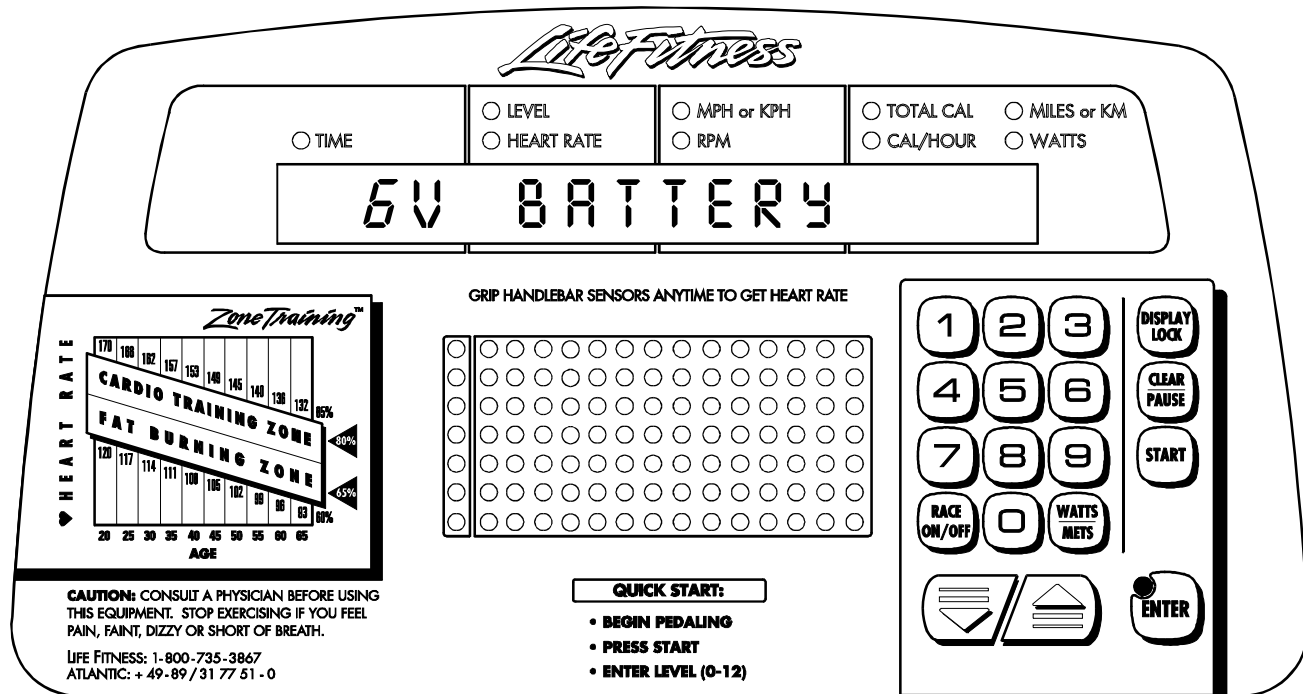 Life Fitness
TIME
LEVEL
HEART RATE
MPH or KPH
RPM
TOTAL CAL
CAL/HOUR
MILES or KM
WATTS
6V BATTERY
GRIP HANDLEBAR SENSORS ANYTIME TO GET HEART RATE
Zone Training™
♥ HEART RATE
170 166 162 157 153 149 145 140 136 132
85%
CARDIO TRAINING ZONE
80%
FAT BURNING ZONE
65%
120 117 114 111 108 105 102 99 96 93
60%
20 25 30 35 40 45 50 55 60 65
AGE
CAUTION: CONSULT A PHYSICIAN BEFORE USING
THIS EQUIPMENT. STOP EXERCISING IF YOU FEEL
PAIN, FAINT, DIZZY OR SHORT OF BREATH.
LIFE FITNESS: 1-800-735-3867
ATLANTIC: + 49-89 / 31 77 51 - 0
QUICK START:
• BEGIN PEDALING
• PRESS START
• ENTER LEVEL (0-12)
1 2 3
DISPLAY
LOCK
4 5 6
CLEAR
PAUSE
7 8 9
START
RACE
ON/OFF
0
WATTS
METS
ENTER